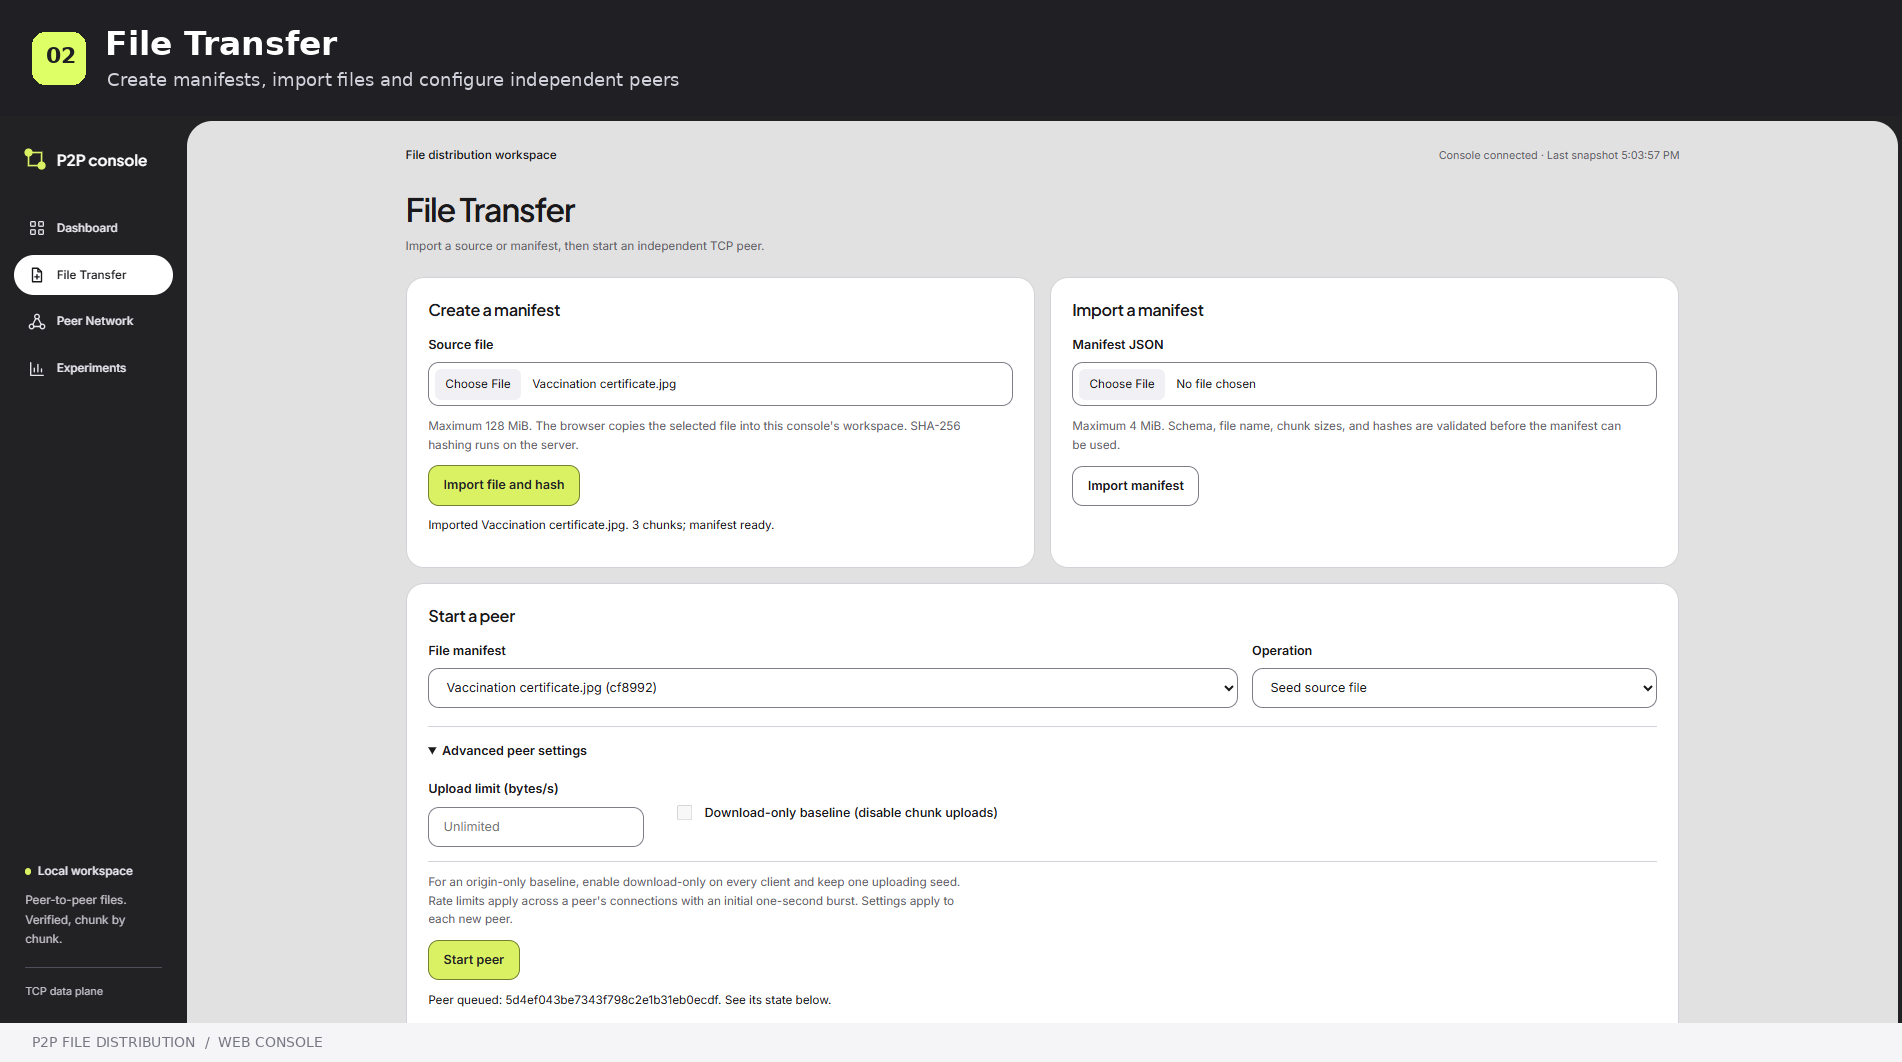 02
File Transfer
Create manifests, import files and configure independent peers
P2P console
Dashboard
File Transfer
Peer Network
Experiments
Local workspace
Peer-to-peer files.
Verified, chunk by
chunk.
TCP data plane
File distribution workspace
Console connected · Last snapshot 5:03:57 PM
File Transfer
Import a source or manifest, then start an independent TCP peer.
Create a manifest
Source file
Choose File Vaccination certificate.jpg
Maximum 128 MiB. The browser copies the selected file into this console's workspace. SHA-256
hashing runs on the server.
Import file and hash
Imported Vaccination certificate.jpg. 3 chunks; manifest ready.
Import a manifest
Manifest JSON
Choose File No file chosen
Maximum 4 MiB. Schema, file name, chunk sizes, and hashes are validated before the manifest can
be used.
Import manifest
Start a peer
File manifest
Vaccination certificate.jpg (cf8992)
Operation
Seed source file
Advanced peer settings
Upload limit (bytes/s)
Unlimited
Download-only baseline (disable chunk uploads)
For an origin-only baseline, enable download-only on every client and keep one uploading seed.
Rate limits apply across a peer's connections with an initial one-second burst. Settings apply to
each new peer.
Start peer
Peer queued: 5d4ef043be7343f798c2e1b31eb0ecdf. See its state below.
P2P FILE DISTRIBUTION / WEB CONSOLE